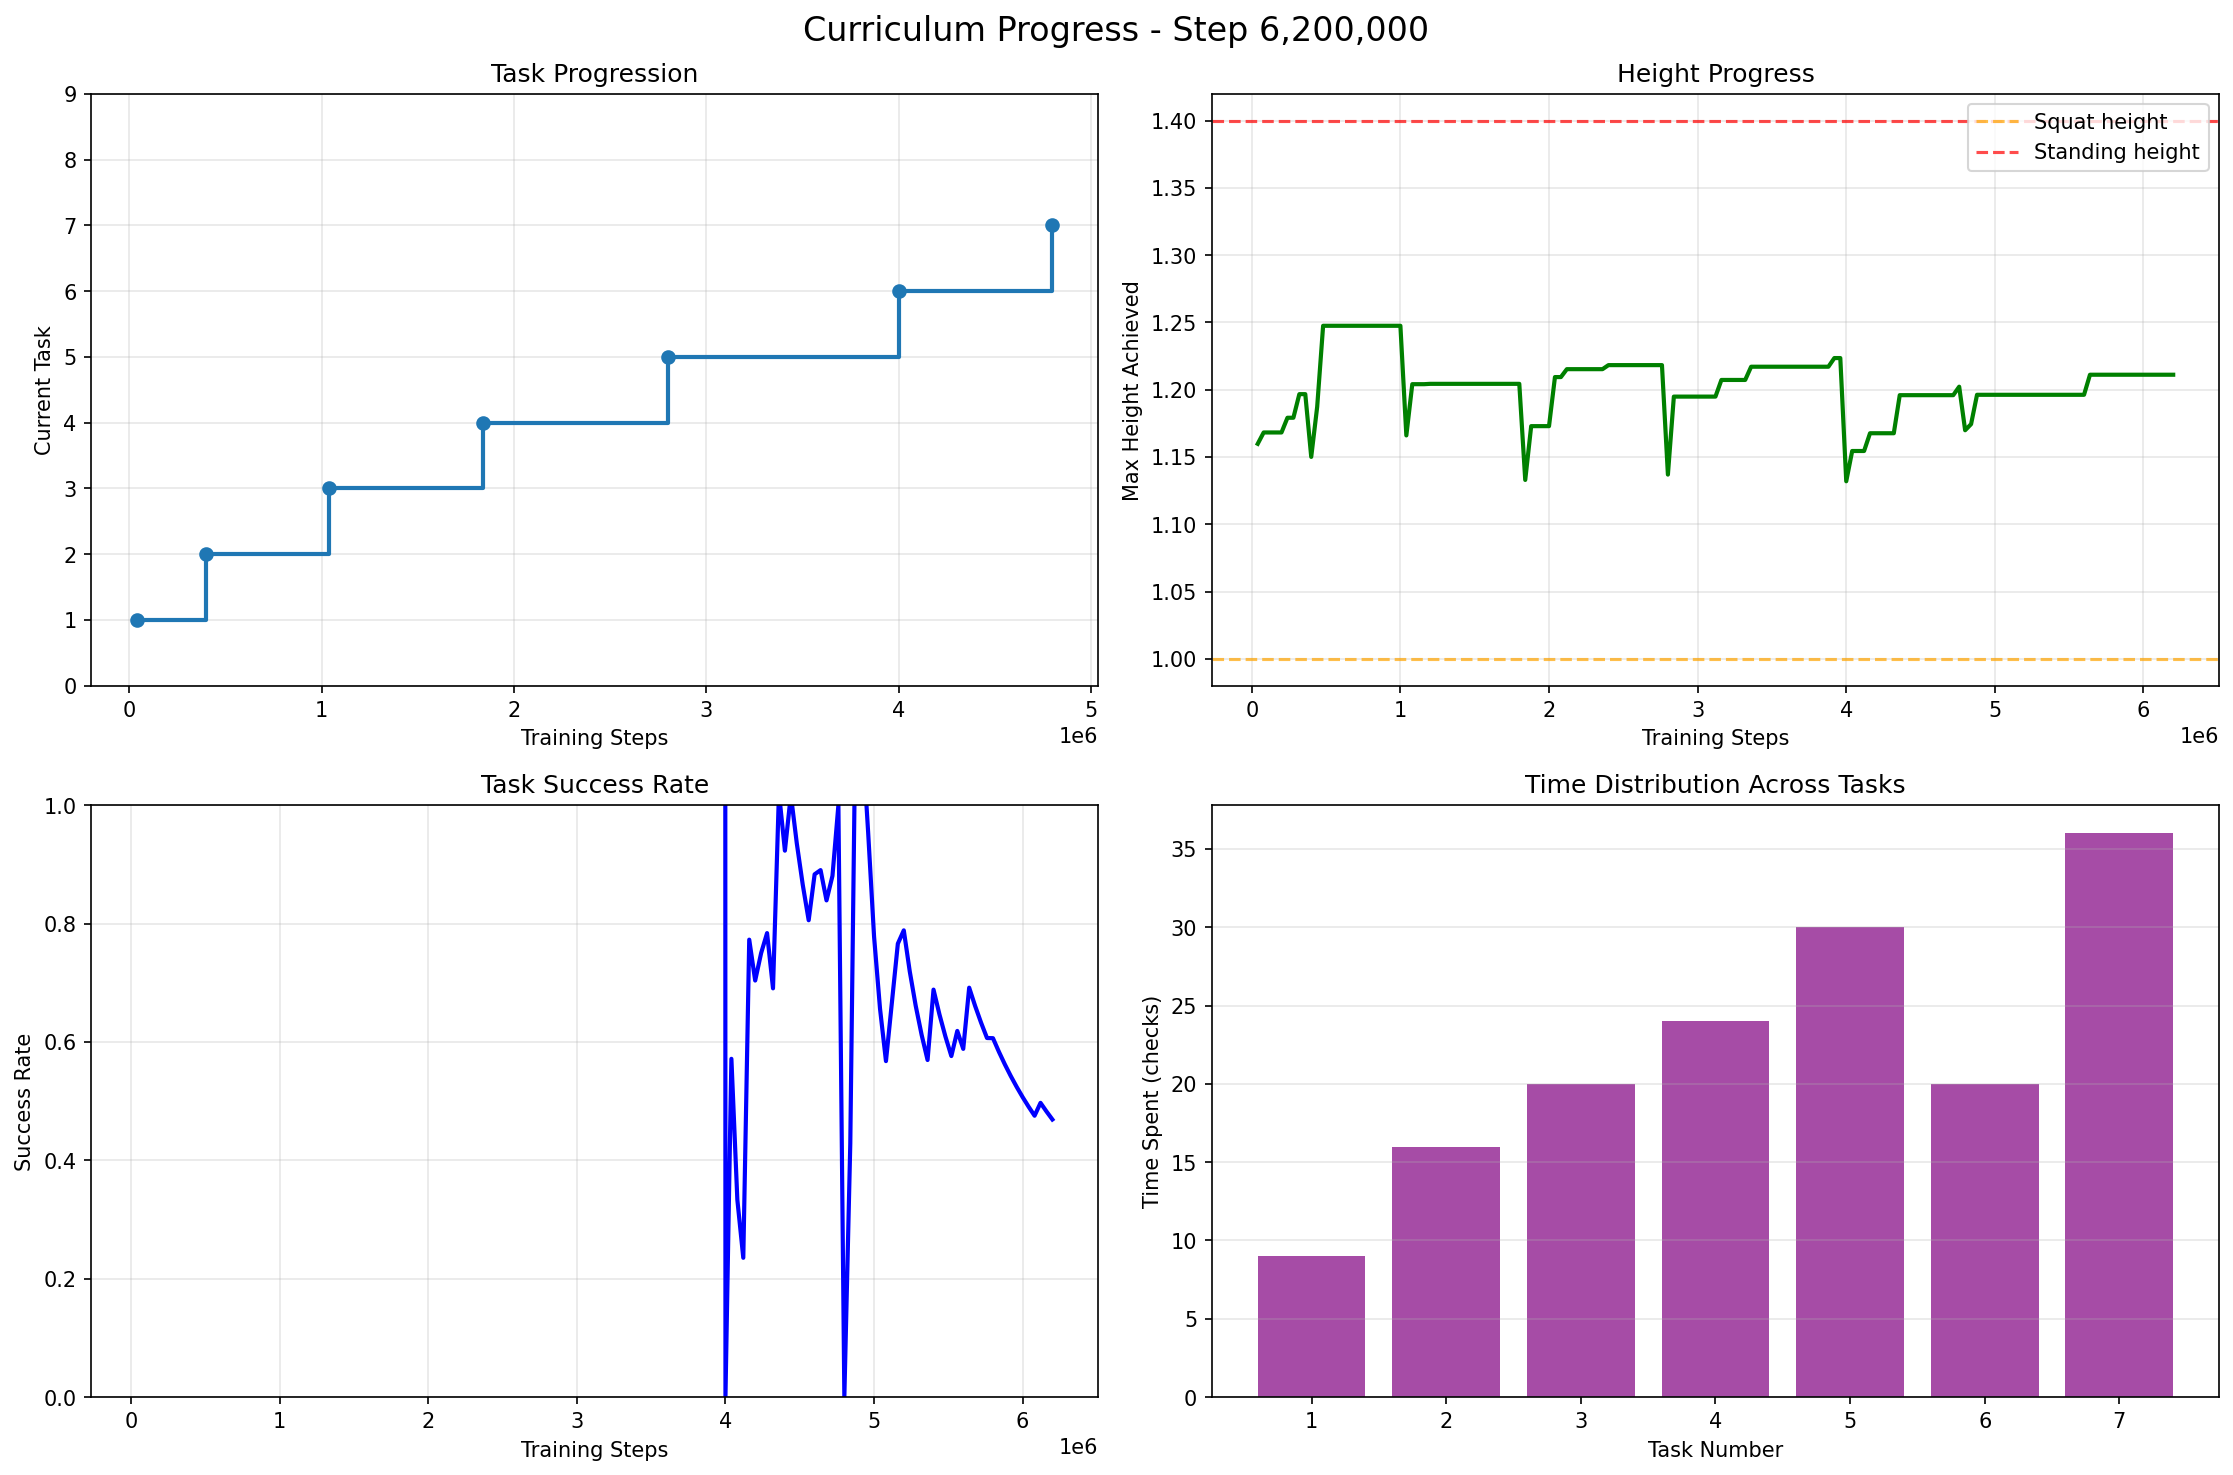 Curriculum Progress - Step 6,200,000
Task Progression
9
8
7
6
5
4
3
2
1
0
Current Task
0 1 2 3 4 5
1e6
Training Steps
Height Progress
1.40
1.35
1.30
1.25
1.20
1.15
1.10
1.05
1.00
Max Height Achieved
Squat height
Standing height
0 1 2 3 4 5 6
1e6
Training Steps
Task Success Rate
1.0
0.8
0.6
0.4
0.2
0.0
Success Rate
0 1 2 3 4 5 6
1e6
Training Steps
Time Distribution Across Tasks
35
30
25
20
15
10
5
0
Time Spent (checks)
1 2 3 4 5 6 7
Task Number